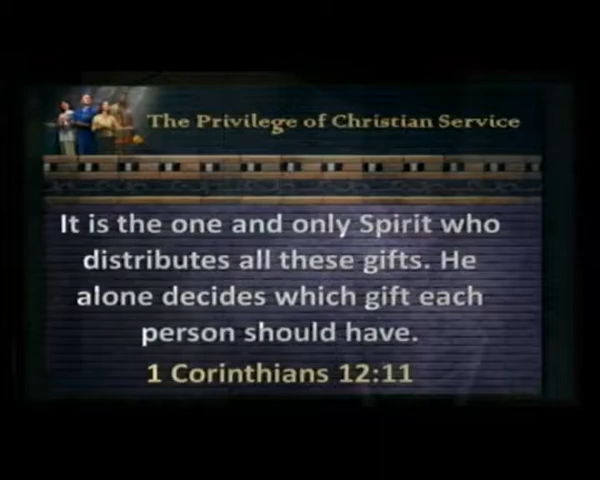 The Privilege of Christian Service
It is the one and only Spirit who
distributes all these gifts. He
alone decides which gift each
person should have.
1 Corinthians 12:11